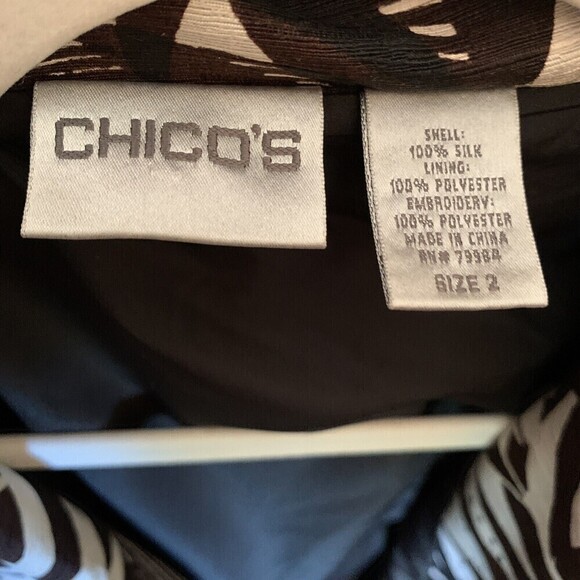 CHICO'S
SHELL:
100% SILK
LINING:
100% POLYESTER
EMBROIDERY:
100% POLYESTER
MADE IN CHINA
RN# 79984
SIZE 2